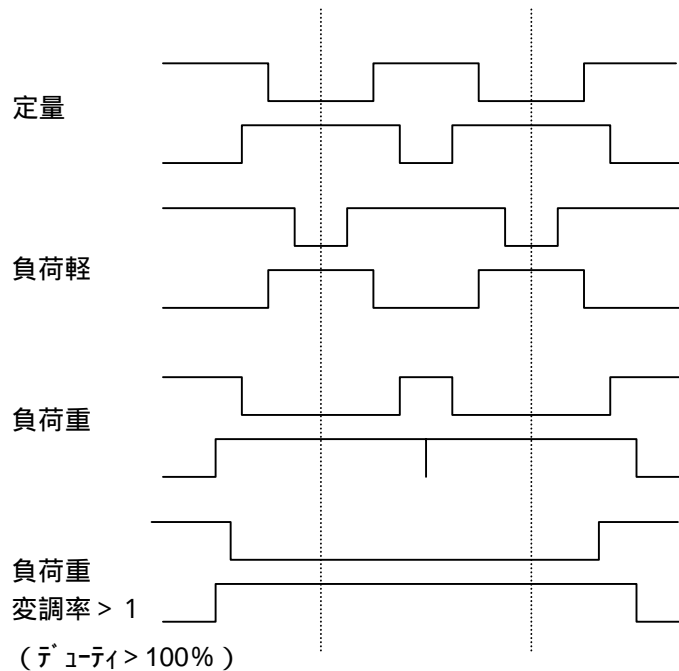 定量
負荷軽
負荷重
負荷重
変調率 > 1
(ﾃﾞｭｰﾃｨ > 100%)